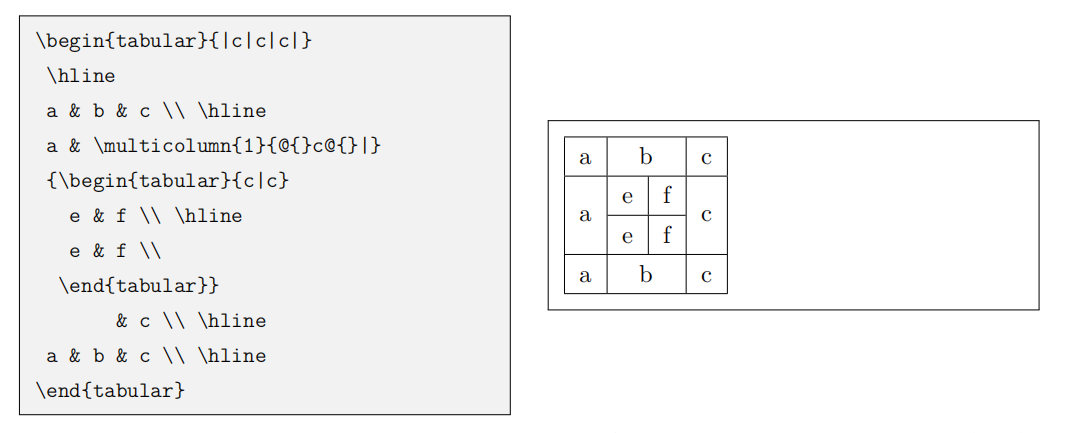 \begin{tabular}{|c|c|c|}
\hline
a & b & c \\ \hline
a & \multicolumn{1}{@{}c@{}|}
{\begin{tabular}{c|c}
e & f \\ \hline
e & f \\
\end{tabular}}
& c \\ \hline
a & b & c \\ \hline
\end{tabular}
a b c
e f
a c
e f
a b c